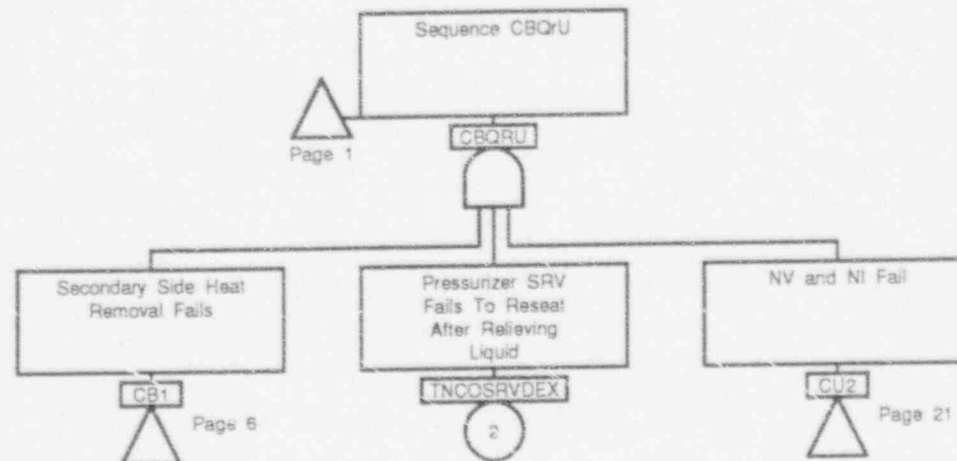 Sequence CBQrU
Page 1
CBQRU
Secondary Side Heat
Removal Fails
CB1
Page 6
Pressurizer SRV
Fails To Reseat
After Relieving
Liquid
TNCOSRVDEX
2
NV and NI Fail
CU2
Page 21